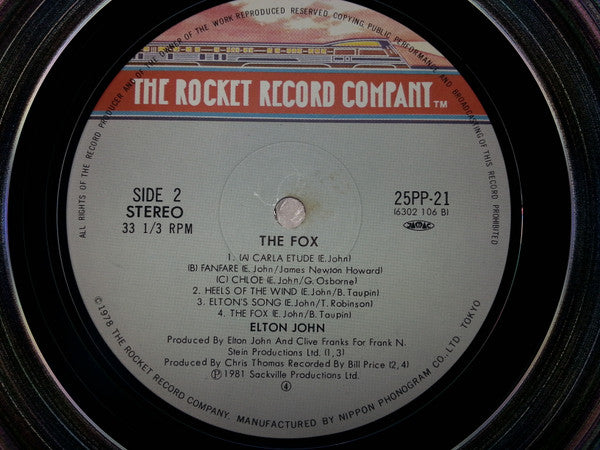 ALL RIGHTS OF THE RECORD PRODUCER AND OF THE OWNER OF THE WORK REPRODUCED RESERVED. COPYING, PUBLIC PERFORMANCE AND BROADCASTING OF THIS RECORD PROHIBITED
THE ROCKET RECORD COMPANY TM
SIDE 2
STEREO
33 1/3 RPM
25PP-21
(6302 106 B)
THE FOX
1. (A) CARLA ETUDE (E. John)
(B) FANFARE (E. John/James Newton Howard)
(C) CHLOE (E. John/G. Osborne)
2. HEELS OF THE WIND (E. John/B. Taupin)
3. ELTON'S SONG (E. John/T. Robinson)
4. THE FOX (E. John/B. Taupin)
ELTON JOHN
Produced By Elton John And Clive Franks For Frank N.
Stein Productions Ltd. (1, 3)
Produced By Chris Thomas Recorded By Bill Price (2, 4)
Ⓟ 1981 Sackville Productions Ltd.
④
© 1978 THE ROCKET RECORD COMPANY. MANUFACTURED BY NIPPON PHONOGRAM CO., LTD. TOKYO